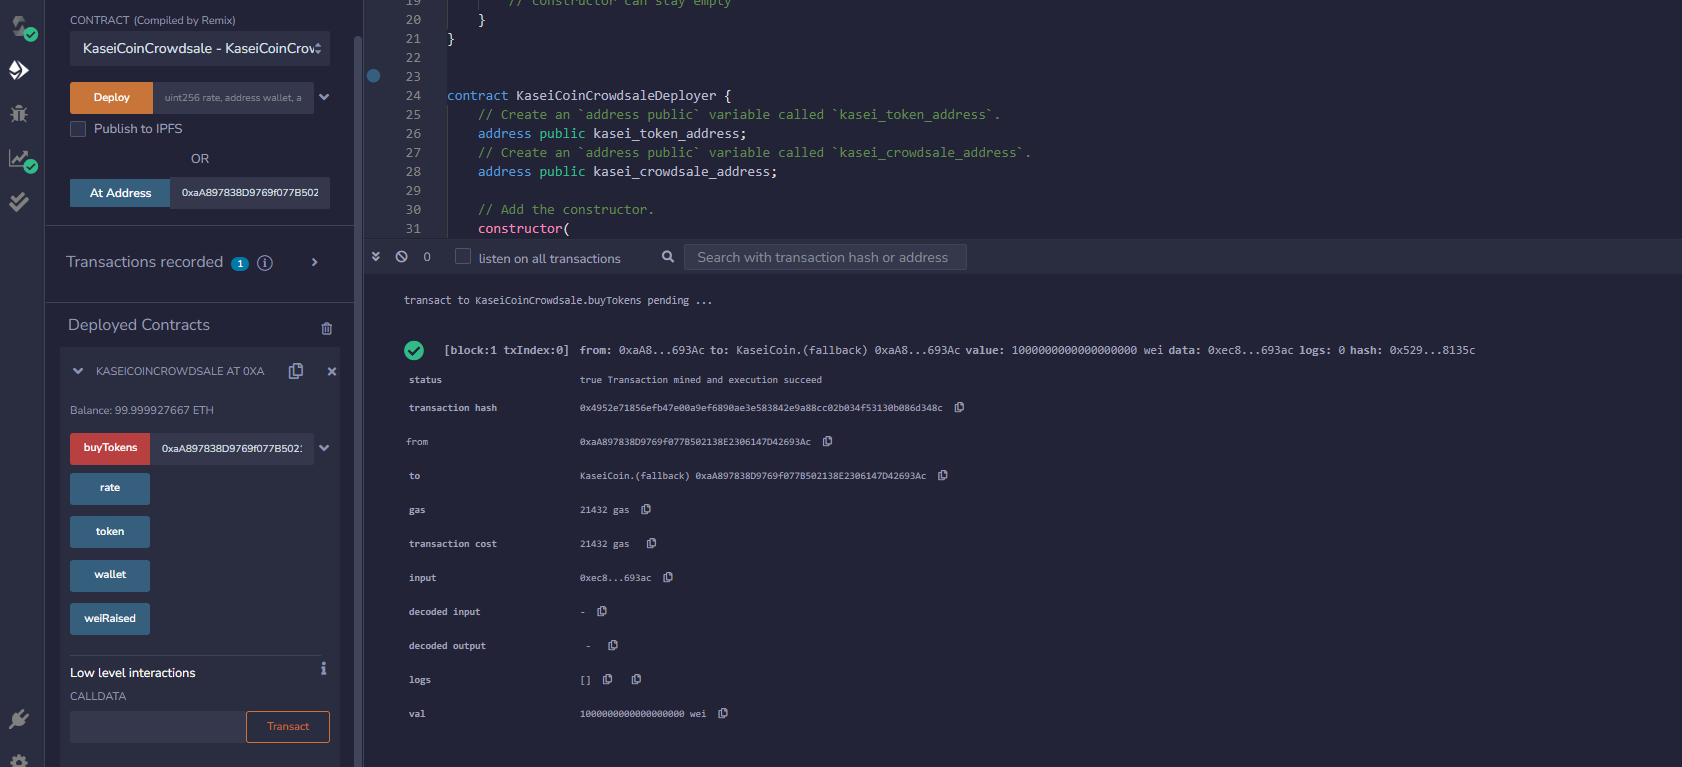 CONTRACT (Compiled by Remix)
KaseiCoinCrowdsale - KaseiCoinCrow
Deploy
uint256 rate, address wallet, a
Publish to IPFS
OR
At Address
0xaA897838D9769f077B502
Transactions recorded 1
Deployed Contracts
KASEICOINCROWDSALE AT 0XA
Balance: 99.999927667 ETH
buyTokens
0xaA897838D9769f077B502:
rate
token
wallet
weiRaised
Low level interactions
CALLDATA
Transact
19 // Constructor can stay empty
20 }
21 }
22
23
24 contract KaseiCoinCrowdsaleDeployer {
25 // Create an `address public` variable called `kasei_token_address`.
26 address public kasei_token_address;
27 // Create an `address public` variable called `kasei_crowdsale_address`.
28 address public kasei_crowdsale_address;
29
30 // Add the constructor.
31 constructor(
0
listen on all transactions
Search with transaction hash or address
transact to KaseiCoinCrowdsale.buyTokens pending ...
[block:1 txIndex:0] from: 0xaA8...693Ac to: KaseiCoin.(fallback) 0xaA8...693Ac value: 1000000000000000000 wei data: 0xec8...693ac logs: 0 hash: 0x529...8135c
status true Transaction mined and execution succeed
transaction hash 0x4952e71856efb47e00a9ef6890ae3e583842e9a88cc02b034f53130b086d348c
from 0xaA897838D9769f077B502138E2306147D42693Ac
to KaseiCoin.(fallback) 0xaA897838D9769f077B502138E2306147D42693Ac
gas 21432 gas
transaction cost 21432 gas
input 0xec8...693ac
decoded input -
decoded output -
logs []
val 1000000000000000000 wei